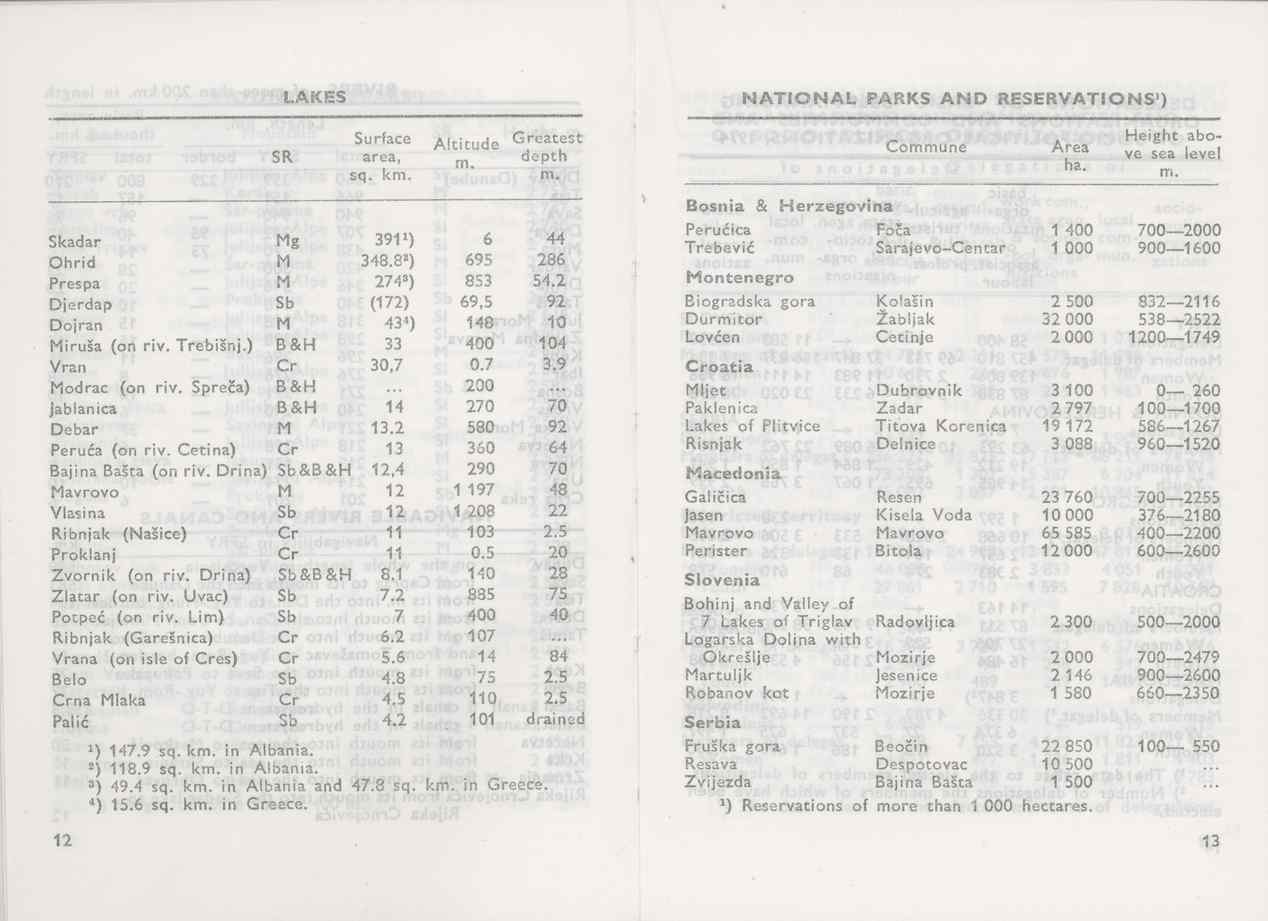 LAKES
SR Surface area, sq. km. Altitude m. Greatest depth m.
Skadar Mg 391¹) 6 44
Ohrid M 348.8²) 695 286
Prespa M 274³) 853 54.2
Djerdap Sb (172) 69,5 92
Dojran M 43⁴) 148 10
Miruša (on riv. Trebišnj.) B&H 33 400 104
Vran Cr 30,7 0.7 3.9
Modrac (on riv. Spreča) B&H ... 200 ...
Jablanica B&H 14 270 70
Debar M 13.2 580 92
Peruća (on riv. Cetina) Cr 13 360 64
Bajina Bašta (on riv. Drina) Sb&B&H 12,4 290 70
Mavrovo M 12 1 197 48
Vlasina Sb 12 1 208 22
Ribnjak (Našice) Cr 11 103 2.5
Proklanj Cr 11 0.5 20
Zvornik (on riv. Drina) Sb&B&H 8.1 140 28
Zlatar (on riv. Uvac) Sb 7.2 885 75
Potpeć (on riv. Lim) Sb 7 400 40
Ribnjak (Garešnica) Cr 6.2 107 ...
Vrana (on isle of Cres) Cr 5.6 14 84
Belo Sb 4.8 75 2.5
Crna Mlaka Cr 4,5 110 2.5
Palić Sb 4.2 101 drained
¹) 147.9 sq. km. in Albania.
²) 118.9 sq. km. in Albania.
³) 49.4 sq. km. in Albania and 47.8 sq. km. in Greece.
⁴) 15.6 sq. km. in Greece.
12
NATIONAL PARKS AND RESERVATIONS¹)
Commune Area ha. Height abo-
ve sea level
m.
Bosnia & Herzegovina
Perućica Foča 1 400 700—2000
Trebević Sarajevo-Centar 1 000 900—1600
Montenegro
Biogradska gora Kolašin 2 500 832—2116
Durmitor Žabljak 32 000 538—2522
Lovćen Cetinje 2 000 1200—1749
Croatia
Mljet Dubrovnik 3 100 0— 260
Paklenica Zadar 2 797 100—1700
Lakes of Plitvice Titova Korenica 19 172 586—1267
Risnjak Delnice 3 088 960—1520
Macedonia
Galičica Resen 23 760 700—2255
Jasen Kisela Voda 10 000 376—2180
Mavrovo Mavrovo 65 585 400—2200
Perister Bitola 12 000 600—2600
Slovenia
Bohinj and Valley of
7 Lakes of Triglav Radovljica 2 300 500—2000
Logarska Dolina with
Okrešlje Mozirje 2 000 700—2479
Martuljk Jesenice 2 146 900—2600
Robanov kot Mozirje 1 580 660—2350
Serbia
Fruška gora Beočin 22 850 100— 550
Resava Despotovac 10 500 ...
Zvijezda Bajina Bašta 1 500 ...
¹) Reservations of more than 1 000 hectares.
13